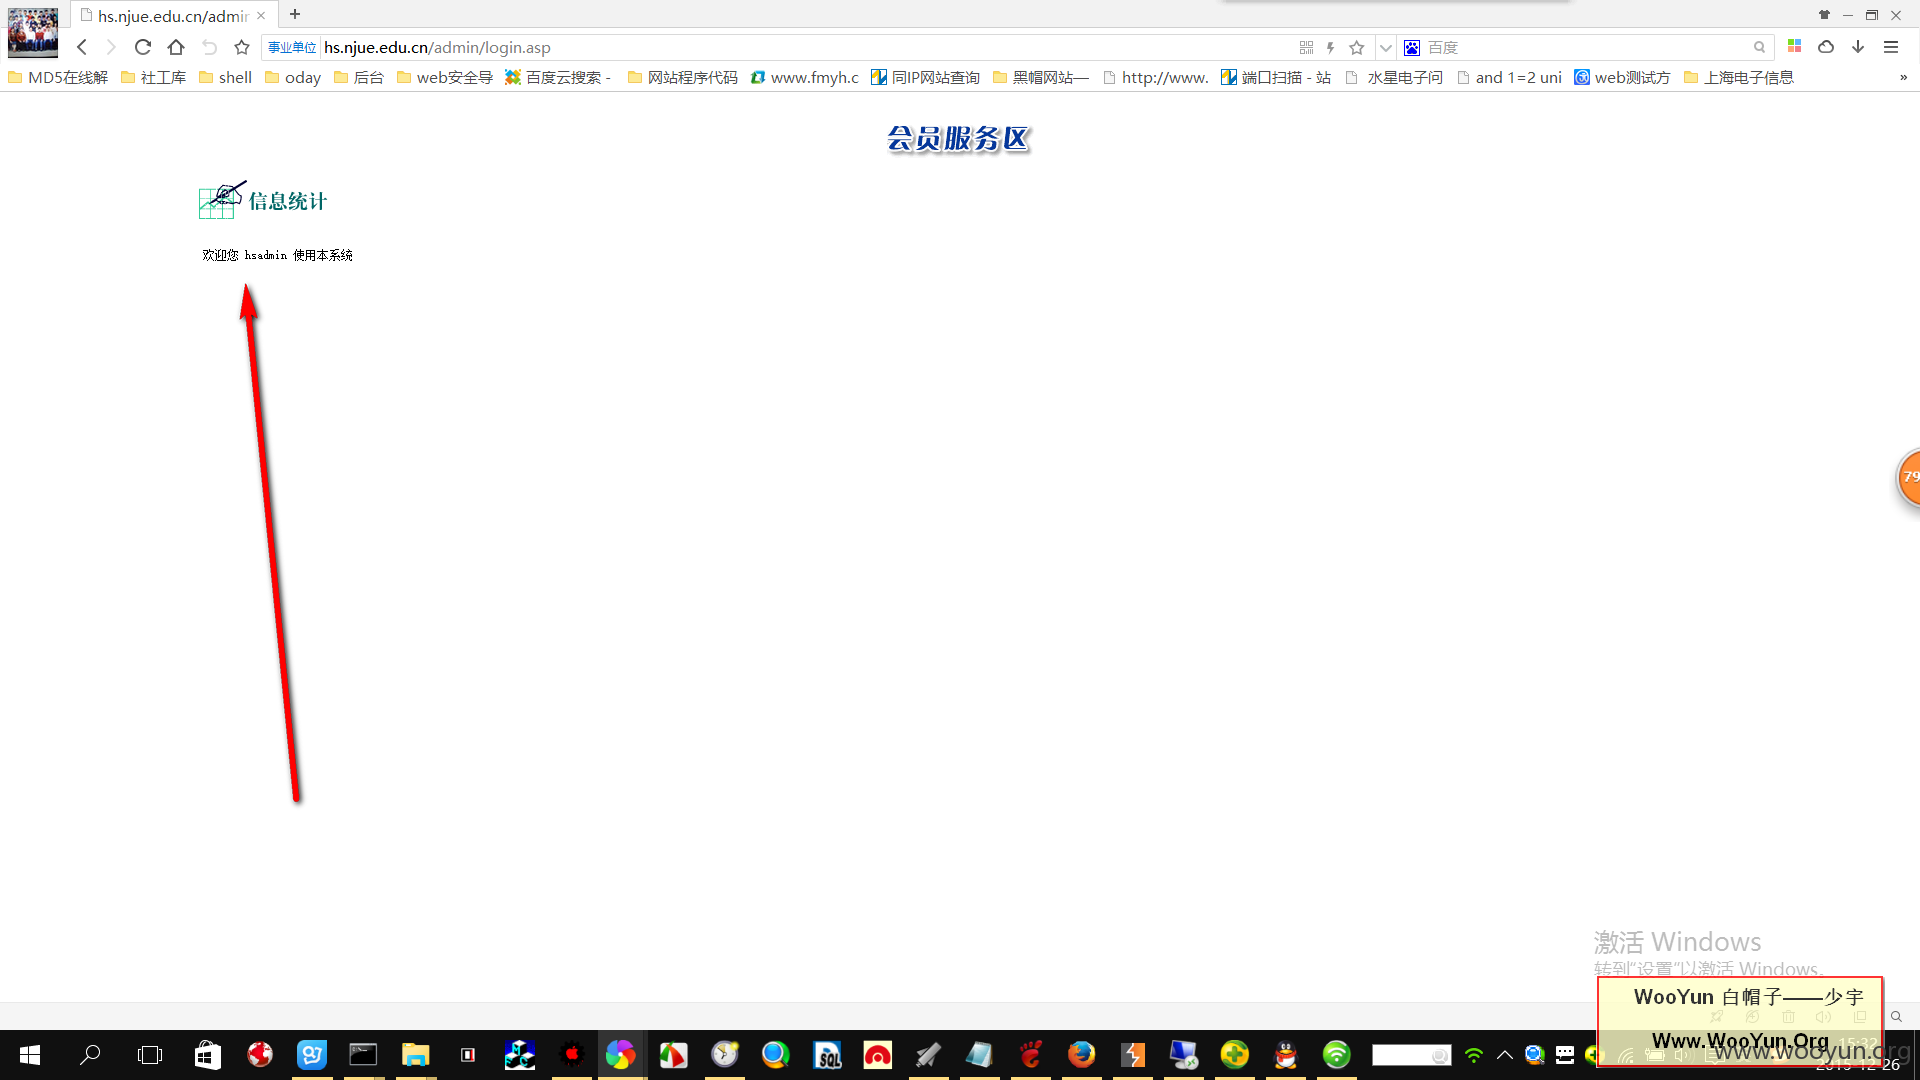 hs.njue.edu.cn/admin
事业单位 hs.njue.edu.cn/admin/login.asp 百度
MD5在线解 社工库 shell oday 后台 web安全导 百度云搜索 - 网站程序代码 www.fmyh.c 同IP网站查询 黑帽网站— http://www. 端口扫描 - 站 水星电子问 and 1=2 uni web测试方 上海电子信息 »
会员服务区
信息统计
欢迎您 hsadmin 使用本系统
79
激活 Windows
转到"设置"以激活 Windows。
WooYun 白帽子——少宇
Www.WooYun.Org
15:32
www.wooyun.org
2015-12-26
SQL